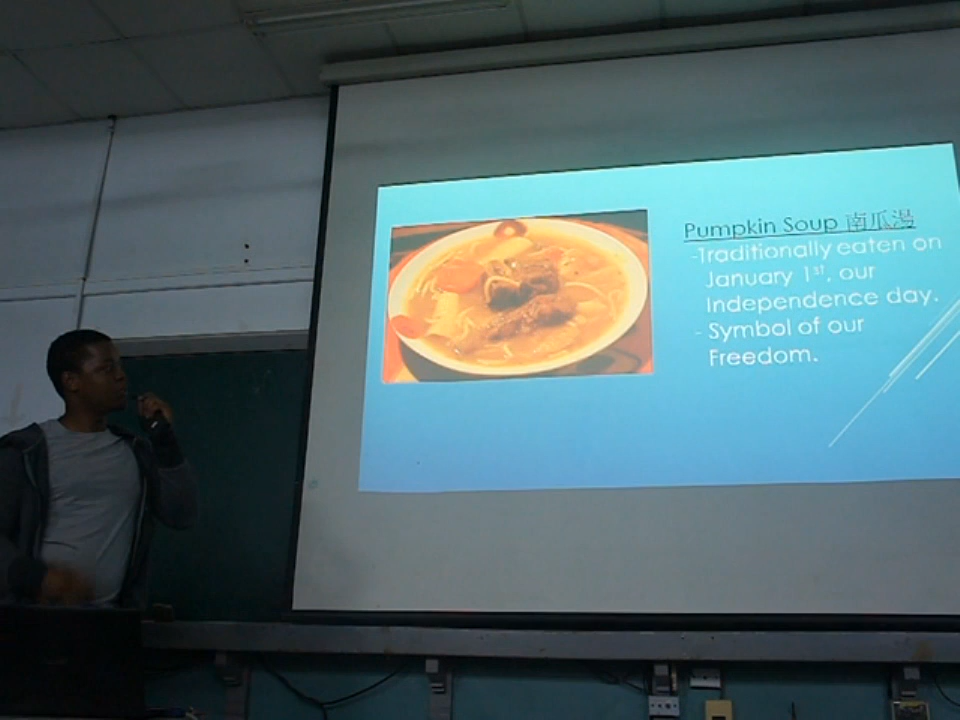 Pumpkin Soup 南瓜湯
-Traditionally eaten on
January 1st, our
Independence day.
- Symbol of our
Freedom.